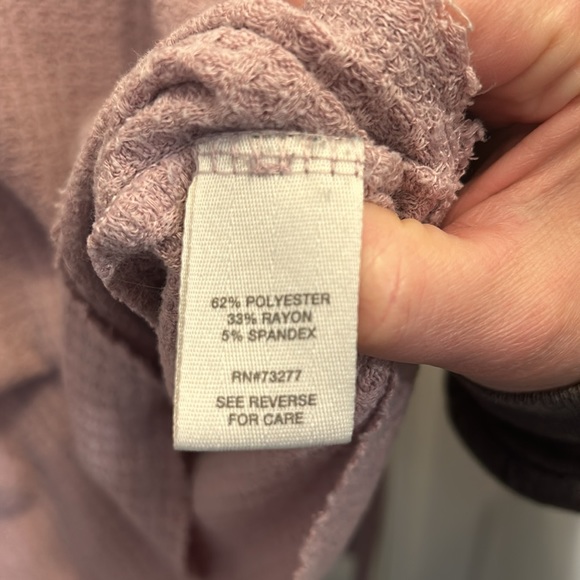 62% POLYESTER
33% RAYON
5% SPANDEX
RN#73277
SEE REVERSE
FOR CARE